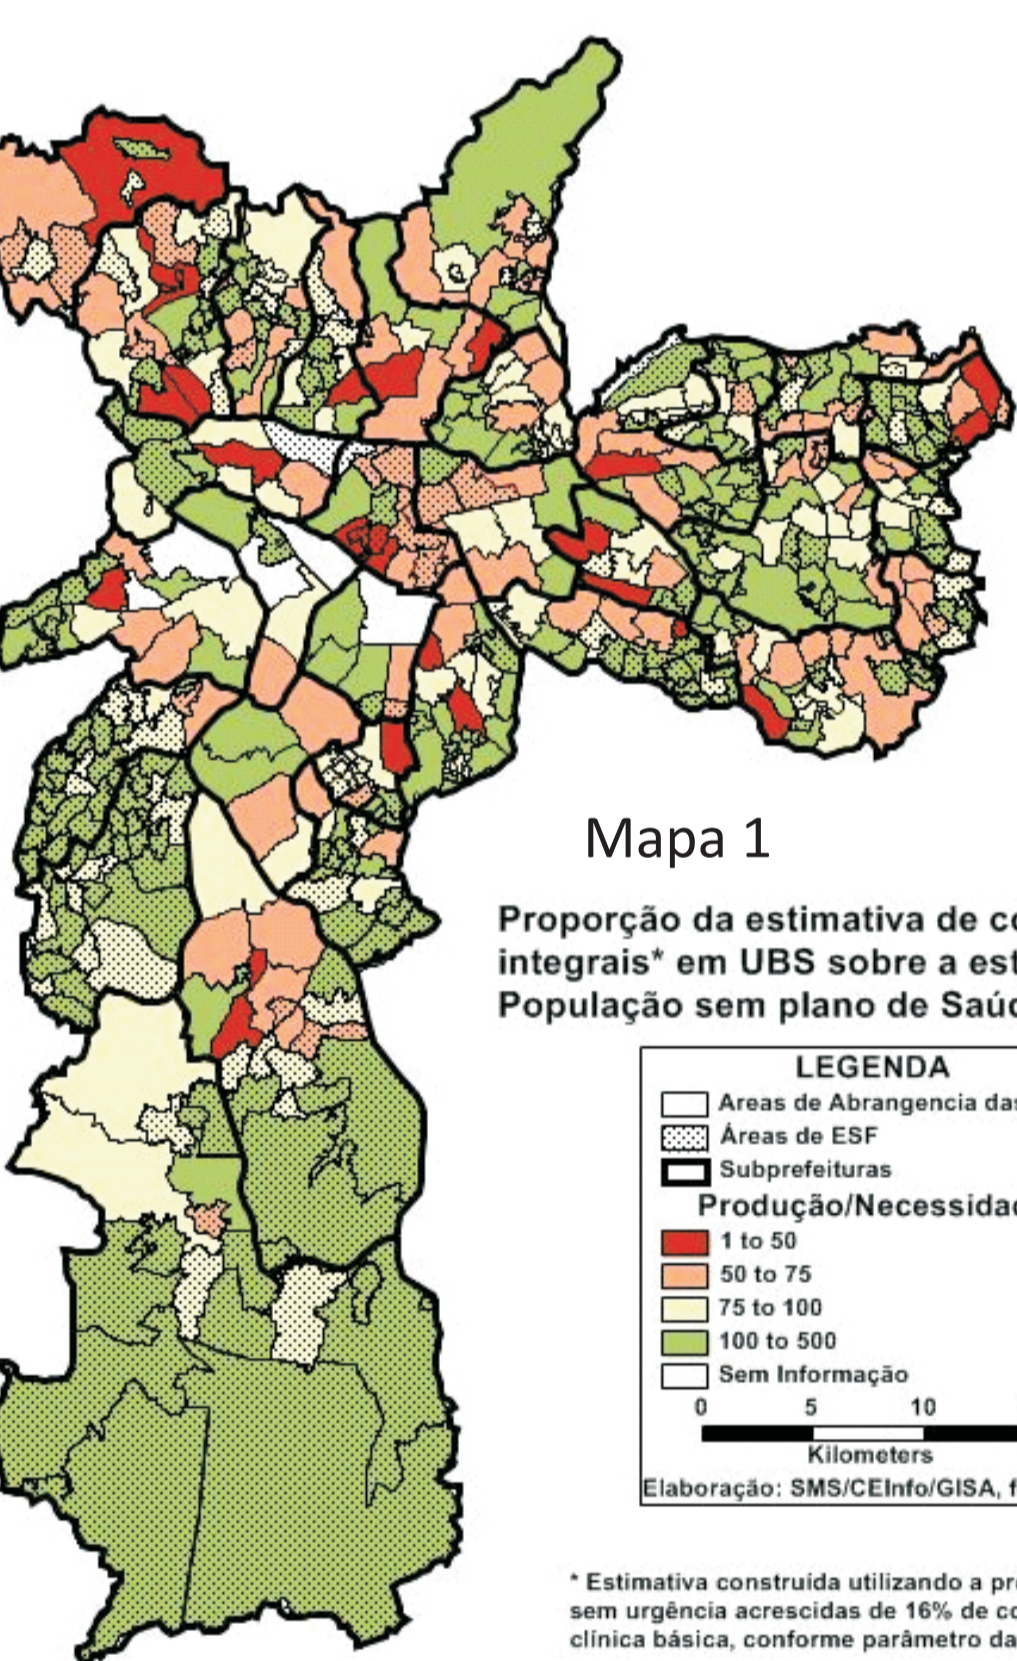 Mapa 1
Proporção da estimativa de co
integrais* em UBS sobre a est
População sem plano de Saúd
LEGENDA
Areas de Abrangencia das
Áreas de ESF
Subprefeituras
Produção/Necessidad
1 to 50
50 to 75
75 to 100
100 to 500
Sem Informação
0 5 10
Kilometers
Elaboração: SMS/CEInfo/GISA, f
* Estimativa construída utilizando a pro
sem urgência acrescidas de 16% de co
clínica básica, conforme parâmetro da